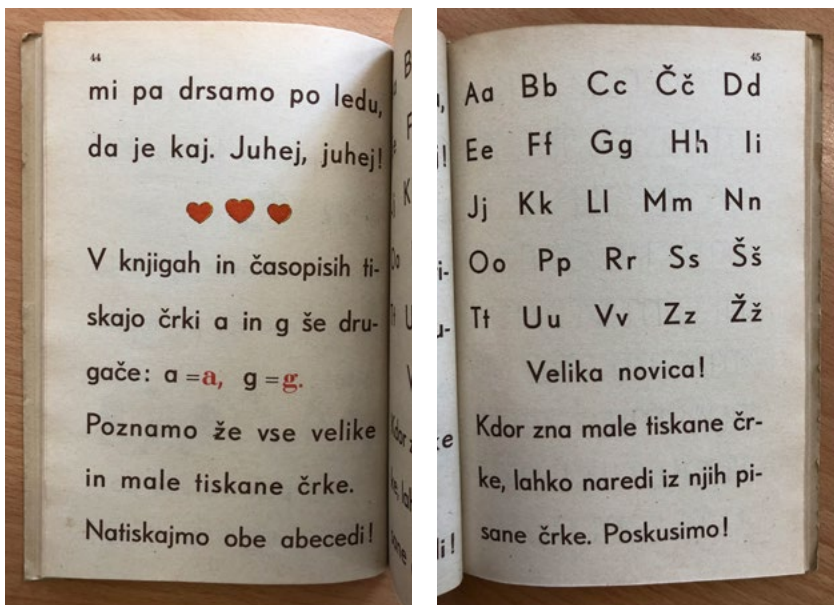 44
mi pa drsamo po ledu,
da je kaj. Juhej, juhej!
V knjigah in časopisih ti-
skajo črki a in g še dru-
gače: a = a, g = g.
Poznamo že vse velike
in male tiskane črke.
Natiskajmo obe abecedi!
45
Aa Bb Cc Čč Dd
Ee Ff Gg Hh Ii
Jj Kk Ll Mm Nn
Oo Pp Rr Ss Šš
Tt Uu Vv Zz Žž
Velika novica!
Kdor zna male tiskane čr-
ke, lahko naredi iz njih pi-
sane črke. Poskusimo!